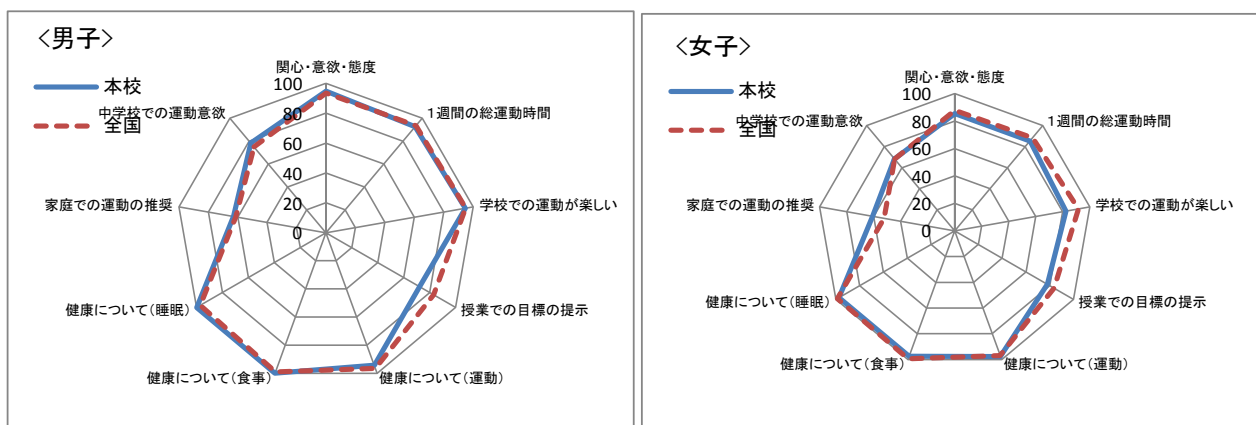 <男子>
本校
全国
関心・意欲・態度
1週間の総運動時間
学校での運動が楽しい
授業での目標の提示
健康について(運動)
健康について(食事)
健康について(睡眠)
家庭での運動の推奨
中学校での運動意欲
100
80
60
40
20
0
<女子>
本校
全国
関心・意欲・態度
1週間の総運動時間
学校での運動が楽しい
授業での目標の提示
健康について(運動)
健康について(食事)
健康について(睡眠)
家庭での運動の推奨
中学校での運動意欲
100
80
60
40
20
0